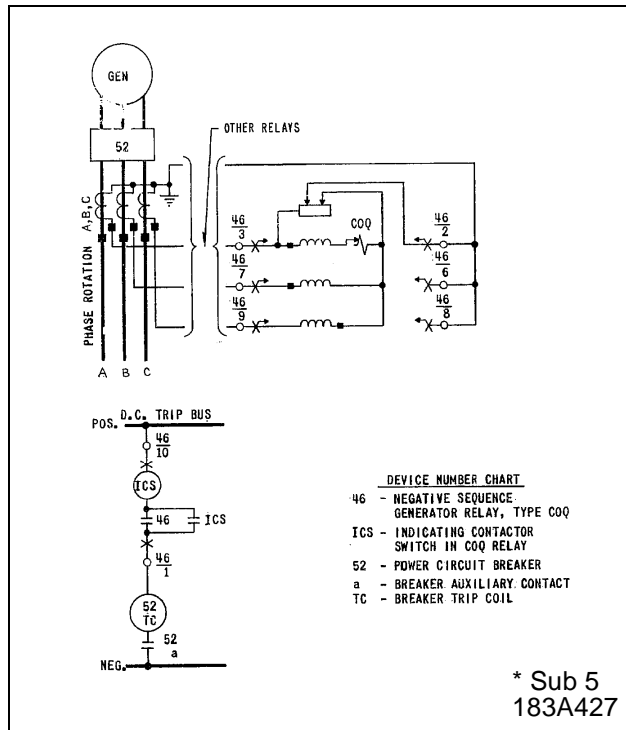 GEN
52
OTHER RELAYS
A,B,C
PHASE ROTATION
46
3
COQ
46
2
46
7
46
6
46
9
46
8
A B C
D.C. TRIP BUS
POS.
46
10
ICS
46
ICS
46
1
52
TC
52
a
NEG.
DEVICE NUMBER CHART
46 - NEGATIVE SEQUENCE
GENERATOR RELAY, TYPE COQ
ICS - INDICATING CONTACTOR
SWITCH IN COQ RELAY
52 - POWER CIRCUIT BREAKER
a - BREAKER AUXILIARY CONTACT
TC - BREAKER TRIP COIL
* Sub 5
183A427